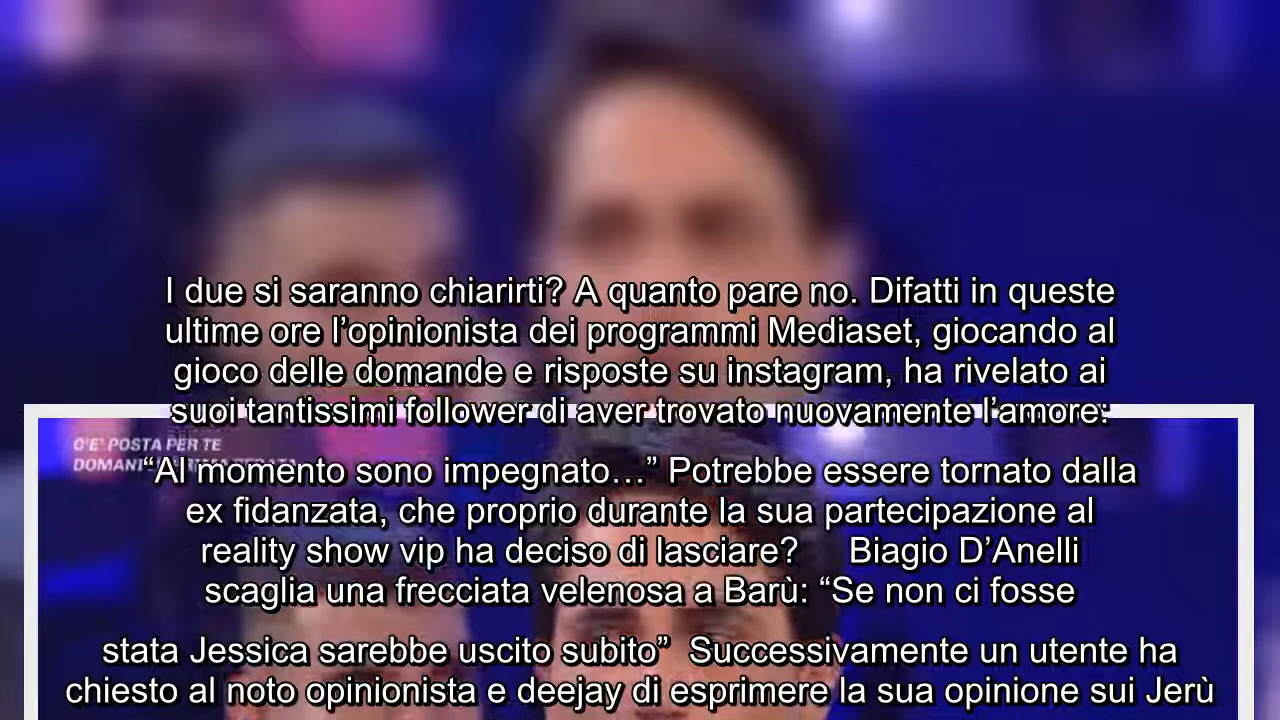 I due si saranno chiarirti? A quanto pare no. Difatti in queste
ultime ore l’opinionista dei programmi Mediaset, giocando al
gioco delle domande e risposte su instagram, ha rivelato ai
suoi tantissimi follower di aver trovato nuovamente l’amore:
C'E' POSTA PER TE
DOMANI
“Al momento sono impegnato…” Potrebbe essere tornato dalla
ex fidanzata, che proprio durante la sua partecipazione al
reality show vip ha deciso di lasciare? Biagio D’Anelli
scaglia una frecciata velenosa a Barù: “Se non ci fosse
stata Jessica sarebbe uscito subito” Successivamente un utente ha
chiesto al noto opinionista e deejay di esprimere la sua opinione sui Jerù